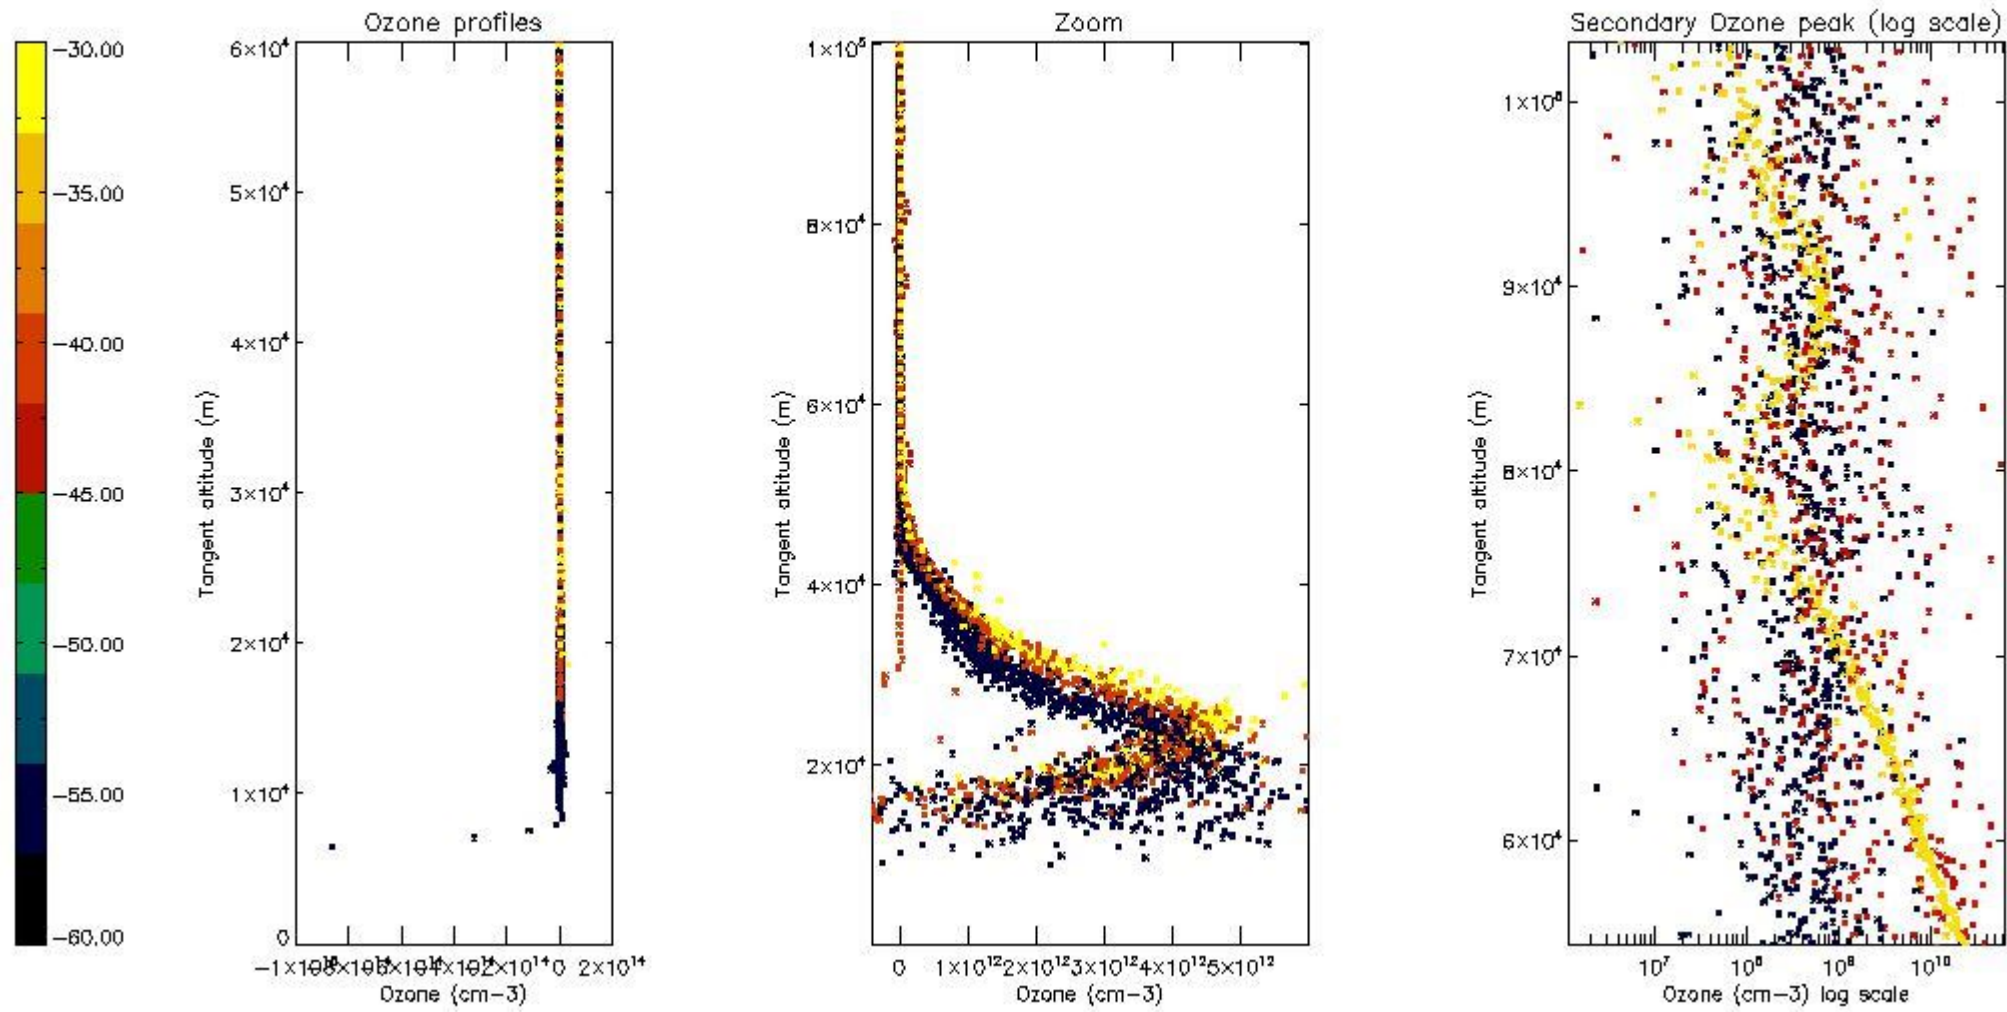 Ozone profiles
Zoom
Secondary Ozone peak (log scale)
−30.00
−35.00
−40.00
−45.00
−50.00
−55.00
−60.00
6×10⁴
5×10⁴
4×10⁴
3×10⁴
2×10⁴
1×10⁴
0
Tangent altitude (m)
2×10¹⁴ 0 2×10¹⁴
Ozone (cm−3)
1×10⁵
8×10⁴
6×10⁴
4×10⁴
2×10⁴
Tangent altitude (m)
0 1×10¹² 2×10¹² 3×10¹² 4×10¹² 5×10¹²
Ozone (cm−3)
1×10⁵
9×10⁴
8×10⁴
7×10⁴
6×10⁴
Tangent altitude (m)
10⁷ 10⁸ 10⁹ 10¹⁰
Ozone (cm−3) log scale